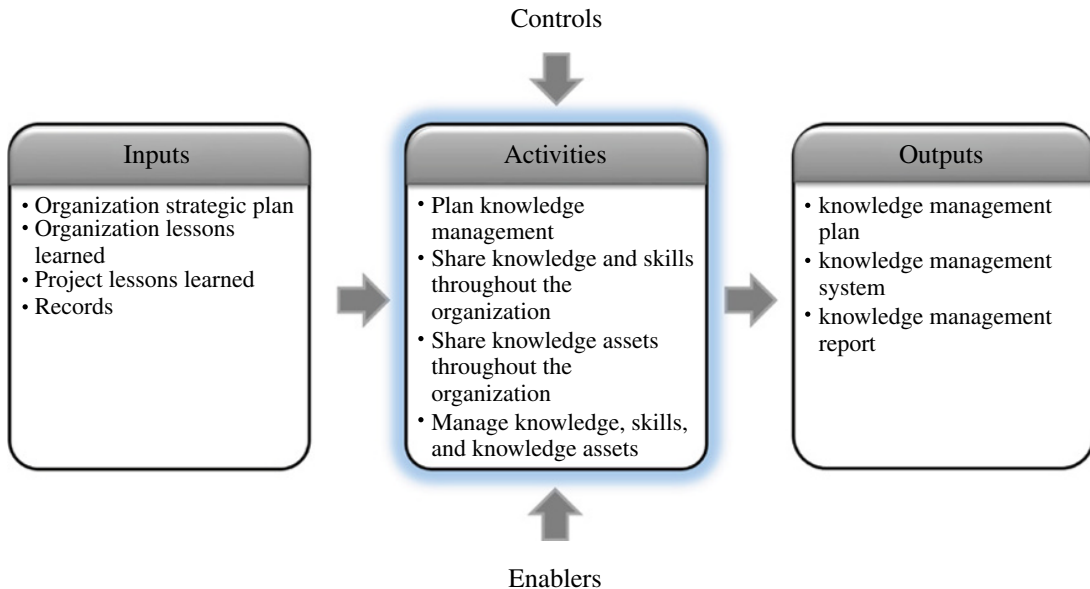 Controls
Inputs
• Organization strategic plan
• Organization lessons
learned
• Project lessons learned
• Records
Activities
• Plan knowledge
management
• Share knowledge and skills
throughout the
organization
• Share knowledge assets
throughout the
organization
• Manage knowledge, skills,
and knowledge assets
Outputs
• knowledge management
plan
• knowledge management
system
• knowledge management
report
Enablers